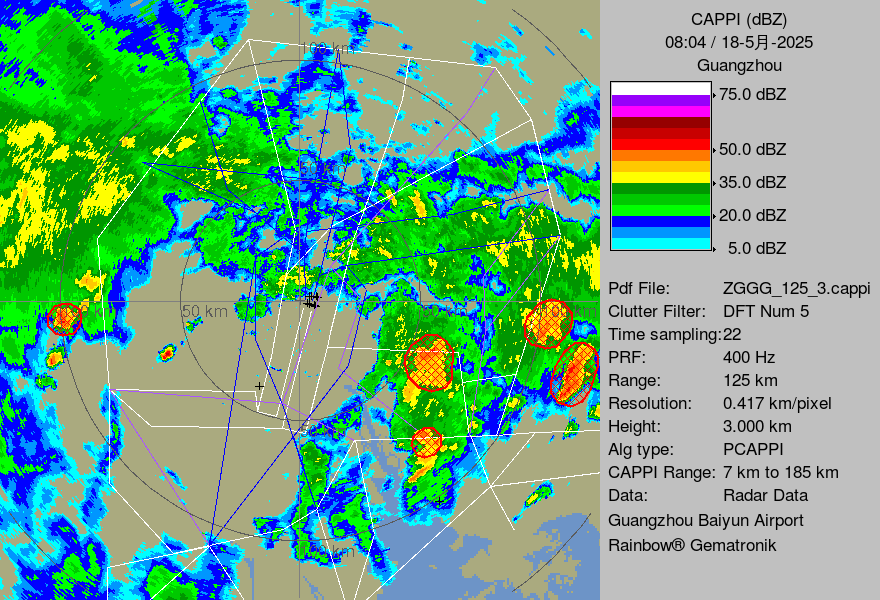 CAPPI (dBZ)
08:04 / 18-5月-2025
Guangzhou
75.0 dBZ
50.0 dBZ
35.0 dBZ
20.0 dBZ
5.0 dBZ
Pdf File: ZGGG_125_3.cappi
Clutter Filter: DFT Num 5
Time sampling:22
PRF: 400 Hz
Range: 125 km
Resolution: 0.417 km/pixel
Height: 3.000 km
Alg type: PCAPPI
CAPPI Range: 7 km to 185 km
Data: Radar Data
Guangzhou Baiyun Airport
Rainbow® Gematronik
100 km
50 km